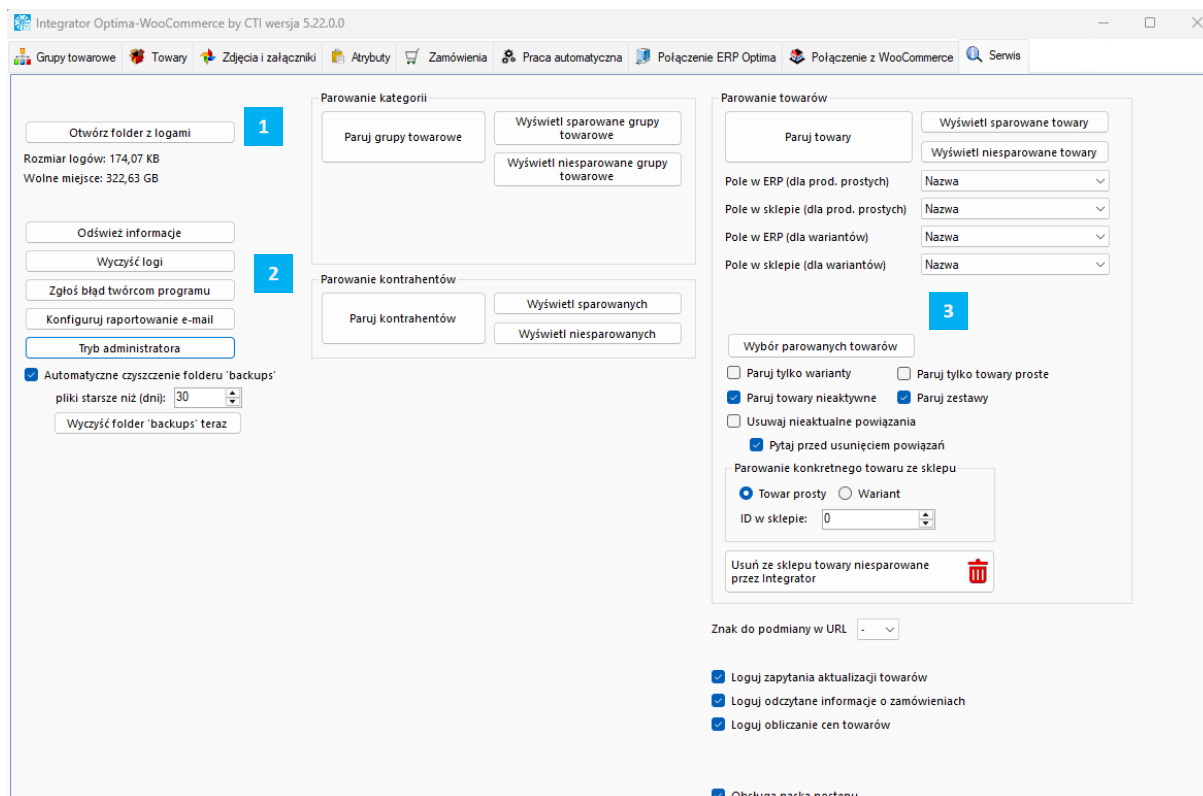 Integrator Optima-WooCommerce by CTI wersja 5.22.0.0
Grupy towarowe Towary Zdjęcia i załączniki Atrybuty Zamówienia Praca automatyczna Połączenie ERP Optima Połączenie z WooCommerce Serwis
Otwórz folder z logami
1
Rozmiar logów: 174,07 KB
Wolne miejsce: 322,63 GB
Odśwież informacje
Wyczyść logi
2
Zgłoś błąd twórcom programu
Konfiguruj raportowanie e-mail
Tryb administratora
Automatyczne czyszczenie folderu 'backups'
pliki starsze niż (dni): 30
Wyczyść folder 'backups' teraz
Parowanie kategorii
Paruj grupy towarowe
Wyświetl sparowane grupy
towarowe
Wyświetl niesparowane grupy
towarowe
Parowanie kontrahentów
Paruj kontrahentów
Wyświetl sparowanych
Wyświetl niesparowanych
Parowanie towarów
Paruj towary
Wyświetl sparowane towary
Wyświetl niesparowane towary
Pole w ERP (dla prod. prostych) Nazwa
Pole w sklepie (dla prod. prostych) Nazwa
Pole w ERP (dla wariantów) Nazwa
Pole w sklepie (dla wariantów) Nazwa
3
Wybór parowanych towarów
Paruj tylko warianty Paruj tylko towary proste
Paruj towary nieaktywne Paruj zestawy
Usuwaj nieaktualne powiązania
Pytaj przed usunięciem powiązań
Parowanie konkretnego towaru ze sklepu
Towar prosty Wariant
ID w sklepie: 0
Usuń ze sklepu towary niesparowane
przez Integrator
Znak do podmiany w URL -
Loguj zapytania aktualizacji towarów
Loguj odczytane informacje o zamówieniach
Loguj obliczanie cen towarów
Obsługa paska postępu